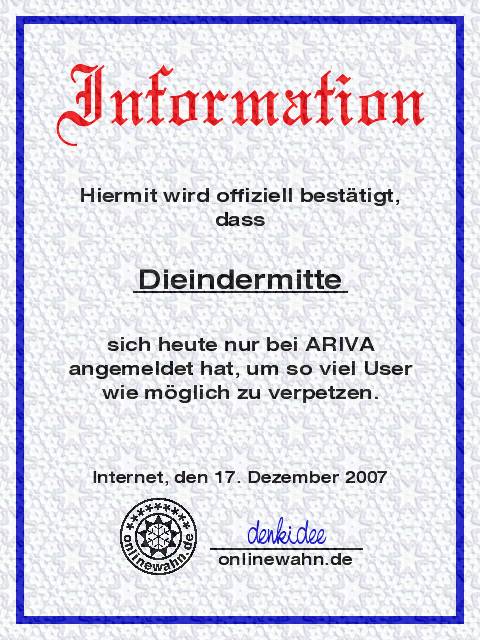 Information
Hiermit wird offiziell bestätigt,
dass
Dieindermitte
sich heute nur bei ARIVA
angemeldet hat, um so viel User
wie möglich zu verpetzen.
Internet, den 17. Dezember 2007
onlinewahn.de
denkidee
onlinewahn.de